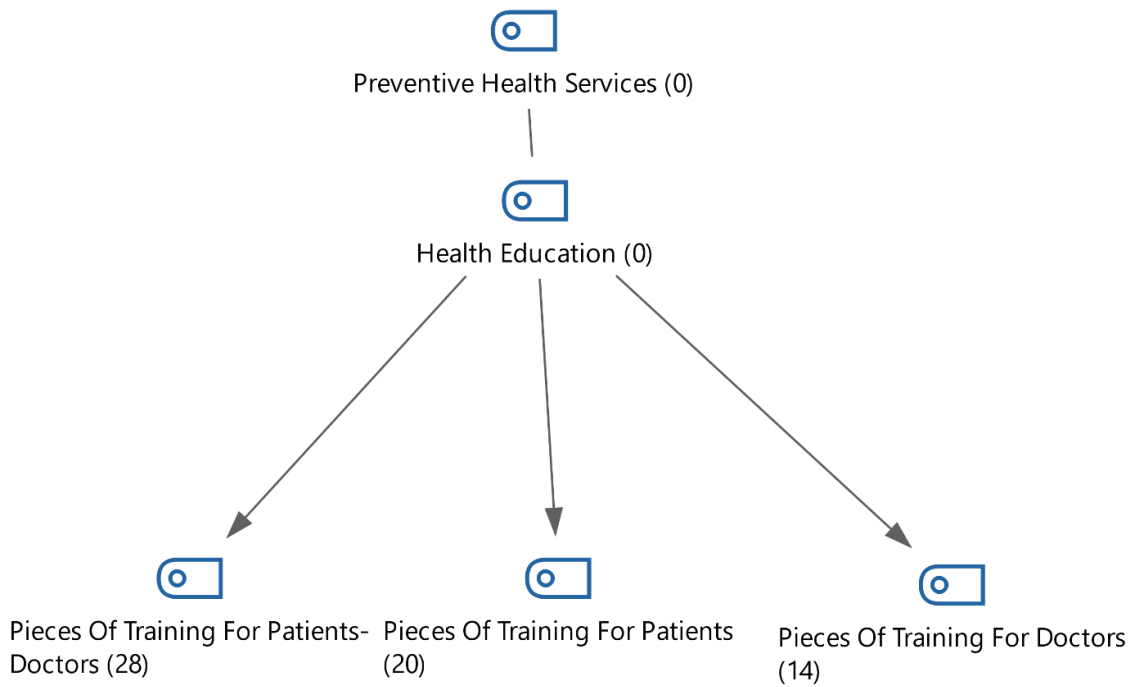 Preventive Health Services (0)
Health Education (0)
Pieces Of Training For Patients-
Doctors (28)
Pieces Of Training For Patients
(20)
Pieces Of Training For Doctors
(14)